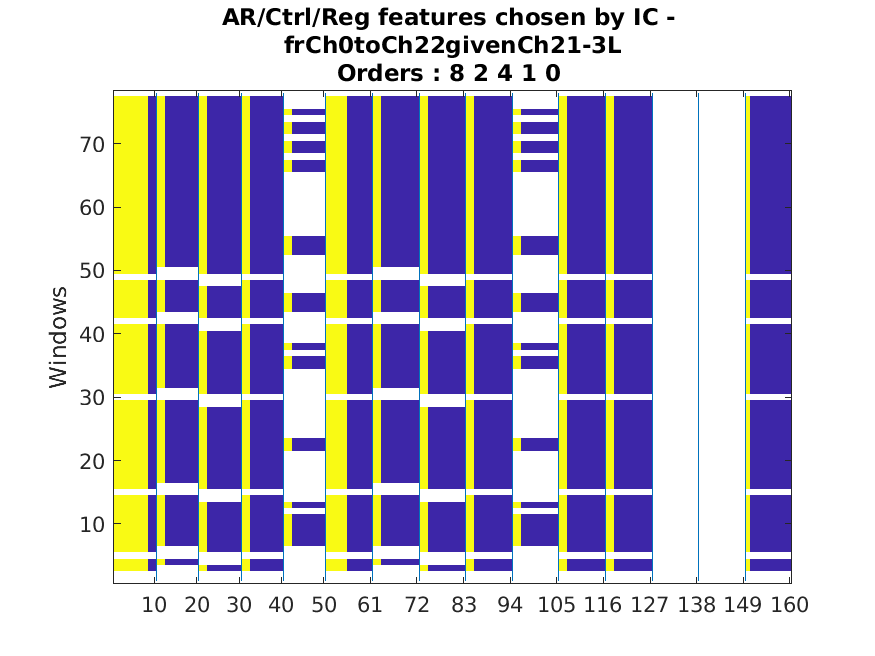 AR/Ctrl/Reg features chosen by IC -
frCh0toCh22givenCh21-3L
Orders : 8 2 4 1 0
70
60
50
40
30
20
10
Windows
10 20 30 40 50 61 72 83 94 105 116 127 138 149 160